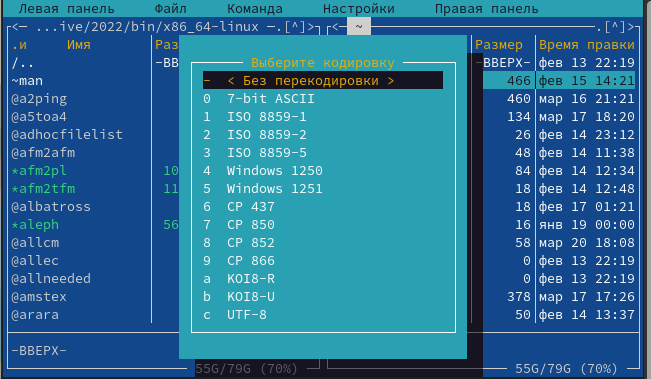 Левая панель Файл Команда Настройки Правая панель
<─ ...ive/2022/bin/x86_64-linux ─.[^]> <─ ~ .[^]>
.и Имя Раз Размер Время правки
/.. -ВВЕ -ВВЕРХ- фев 13 22:19
~man 466 фев 15 14:21
@a2ping 460 мар 16 21:21
@a5toa4 134 мар 17 18:20
@adhocfilelist 26 фев 14 23:12
@afm2afm 48 фев 14 11:38
*afm2pl 10 84 фев 14 12:34
*afm2tfm 11 18 фев 14 12:48
@albatross 18 мар 17 01:21
*aleph 56 16 янв 19 00:00
@allcm 58 мар 20 18:08
@allec 0 фев 13 22:19
@allneeded 0 фев 13 22:19
@amstex 378 мар 17 17:26
@arara 50 фев 14 13:37
-ВВЕРХ-
55G/79G (70%) 55G/79G (70%)
Выберите кодировку
- < Без перекодировки >
0 7-bit ASCII
1 ISO 8859-1
2 ISO 8859-2
3 ISO 8859-5
4 Windows 1250
5 Windows 1251
6 CP 437
7 CP 850
8 CP 852
9 CP 866
a KOI8-R
b KOI8-U
c UTF-8